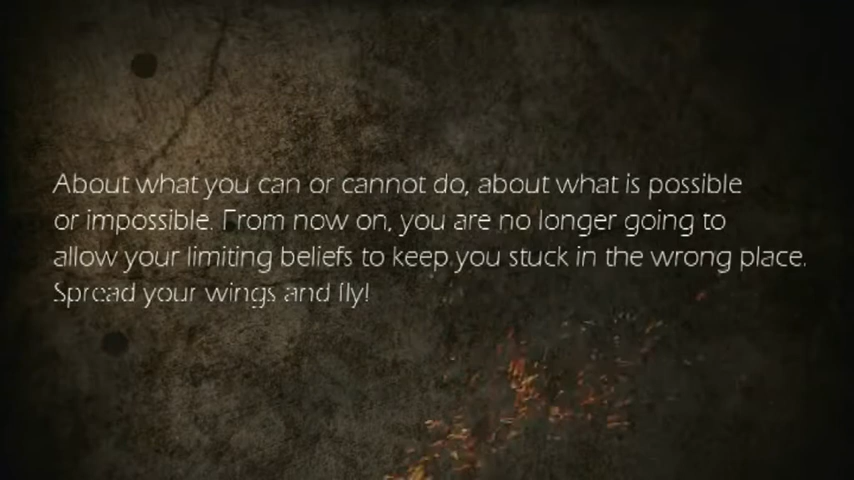 About what you can or cannot do, about what is possible
or impossible. From now on, you are no longer going to
allow your limiting beliefs to keep you stuck in the wrong place.
Spread your wings and fly!